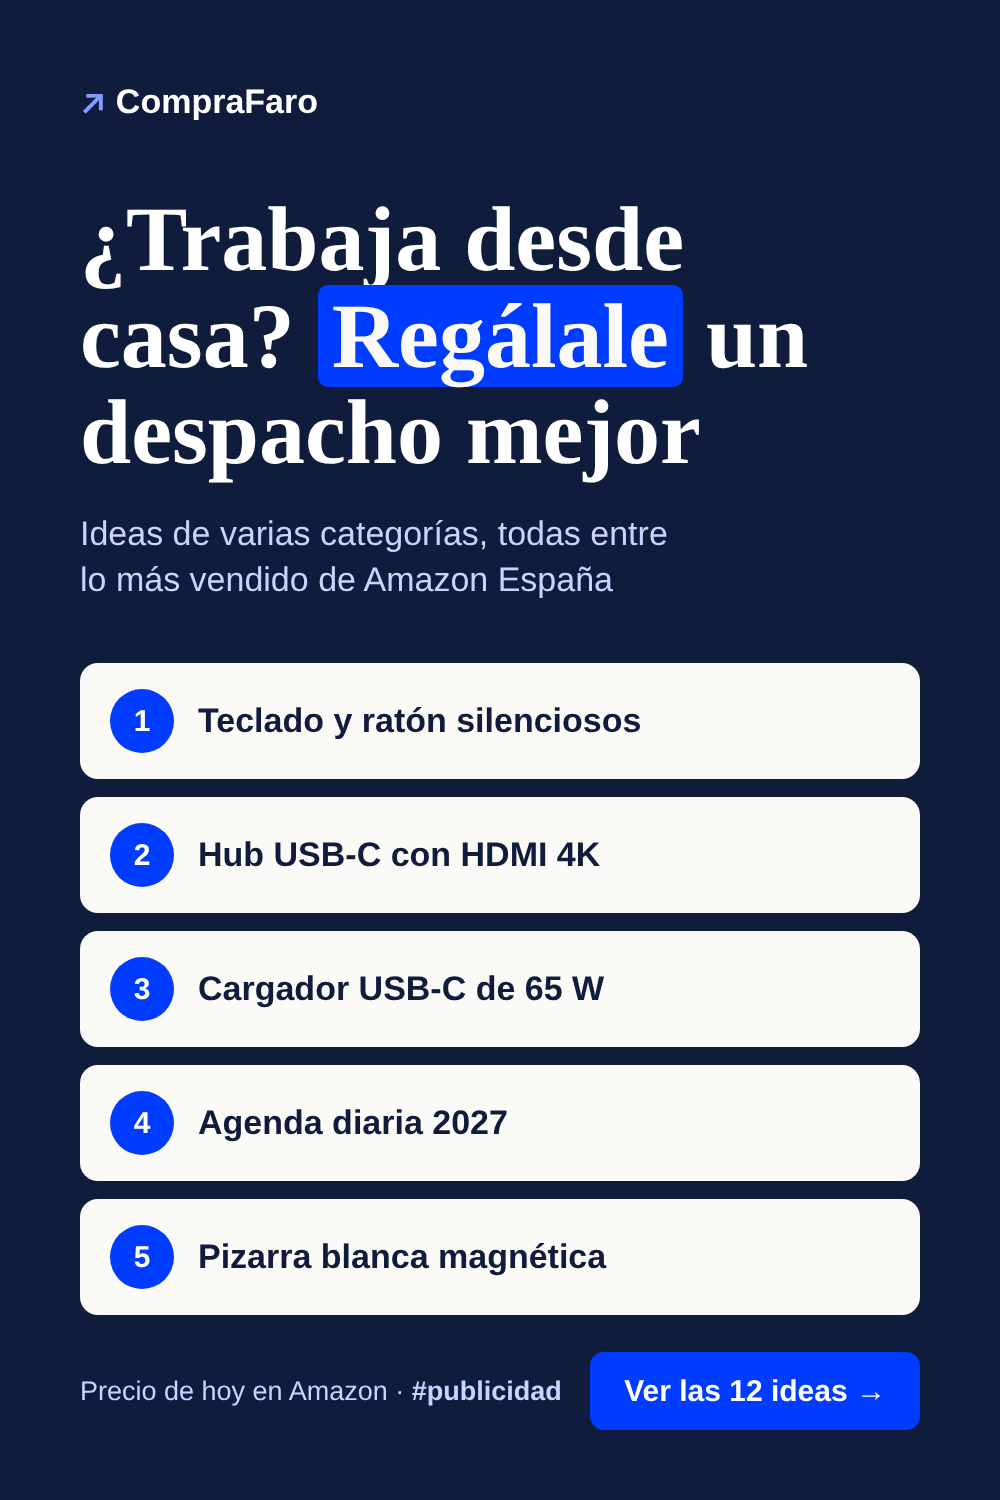 CompraFaro
¿Trabaja desde
casa? Regálale un
despacho mejor
Ideas de varias categorías, todas entre
lo más vendido de Amazon España
1 Teclado y ratón silenciosos
2 Hub USB-C con HDMI 4K
3 Cargador USB-C de 65 W
4 Agenda diaria 2027
5 Pizarra blanca magnética
Precio de hoy en Amazon · #publicidad
Ver las 12 ideas →